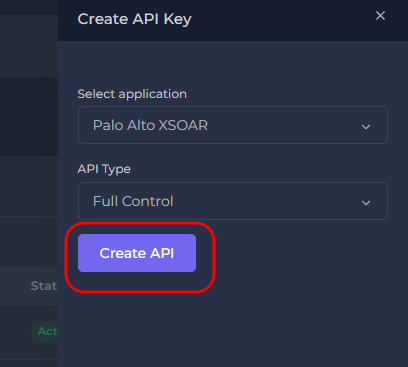 Create API Key
Select application
Palo Alto XSOAR
API Type
Full Control
Create API
Stat
Act